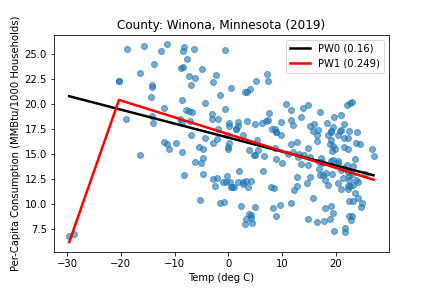 County: Winona, Minnesota (2019)
PW0 (0.16)
PW1 (0.249)
Per-Capita Consumption (MMBtu/1000 Households)
25.0
22.5
20.0
17.5
15.0
12.5
10.0
7.5
−30 −20 −10 0 10 20
Temp (deg C)